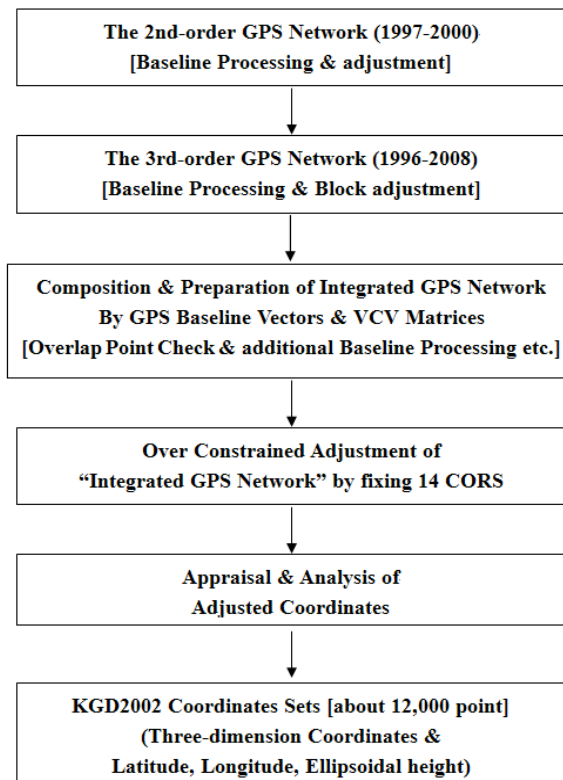 The 2nd-order GPS Network (1997-2000)
[Baseline Processing & adjustment]
The 3rd-order GPS Network (1996-2008)
[Baseline Processing & Block adjustment]
Composition & Preparation of Integrated GPS Network
By GPS Baseline Vectors & VCV Matrices
[Overlap Point Check & additional Baseline Processing etc.]
Over Constrained Adjustment of
“Integrated GPS Network” by fixing 14 CORS
Appraisal & Analysis of
Adjusted Coordinates
KGD2002 Coordinates Sets [about 12,000 point]
(Three-dimension Coordinates &
Latitude, Longitude, Ellipsoidal height)